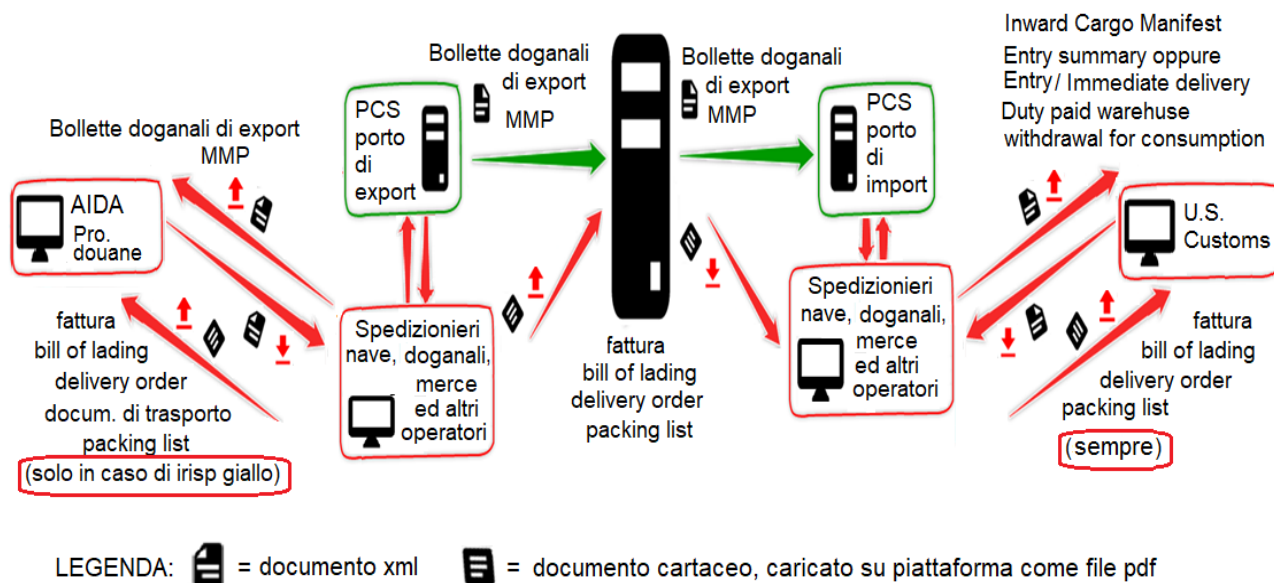 Bollette doganali di export
MMP
AIDA
Pro.
douane
fattura
bill of lading
delivery order
docum. di trasporto
packing list
(solo in caso di irisp giallo)
PCS
porto
di
export
Spedizionieri
nave, doganali,
merce
ed altri
operatori
Bollette doganali
di export
MMP
fattura
bill of lading
delivery order
packing list
Bollette doganali
di export
MMP
PCS
porto
di
import
Spedizionieri
nave, doganali,
merce
ed altri
operatori
Inward Cargo Manifest
Entry summary oppure
Entry/ Immediate delivery
Duty paid warehuse
withdrawal for consumption
U.S.
Customs
fattura
bill of lading
delivery order
packing list
(sempre)
LEGENDA: = documento xml = documento cartaceo, caricato su piattaforma come file pdf